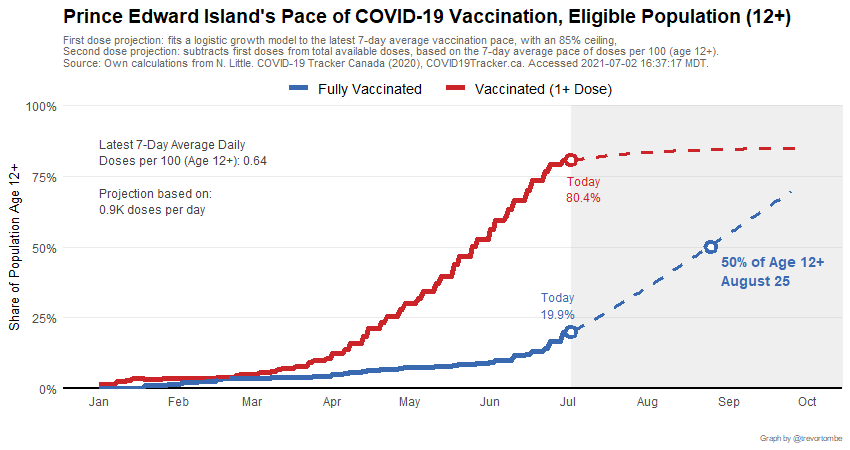 Prince Edward Island's Pace of COVID-19 Vaccination, Eligible Population (12+)
First dose projection: fits a logistic growth model to the latest 7-day average vaccination pace, with an 85% ceiling,
Second dose projection: subtracts first doses from total available doses, based on the 7-day average pace of doses per 100 (age 12+).
Source: Own calculations from N. Little. COVID-19 Tracker Canada (2020), COVID19Tracker.ca. Accessed 2021-07-02 16:37:17 MDT.
Fully Vaccinated
Vaccinated (1+ Dose)
Share of Population Age 12+
100%
75%
50%
25%
0%
Latest 7-Day Average Daily
Doses per 100 (Age 12+): 0.64
Projection based on:
0.9K doses per day
Today
80.4%
50% of Age 12+
August 25
Today
19.9%
Jan Feb Mar Apr May Jun Jul Aug Sep Oct
Graph by @trevortombe